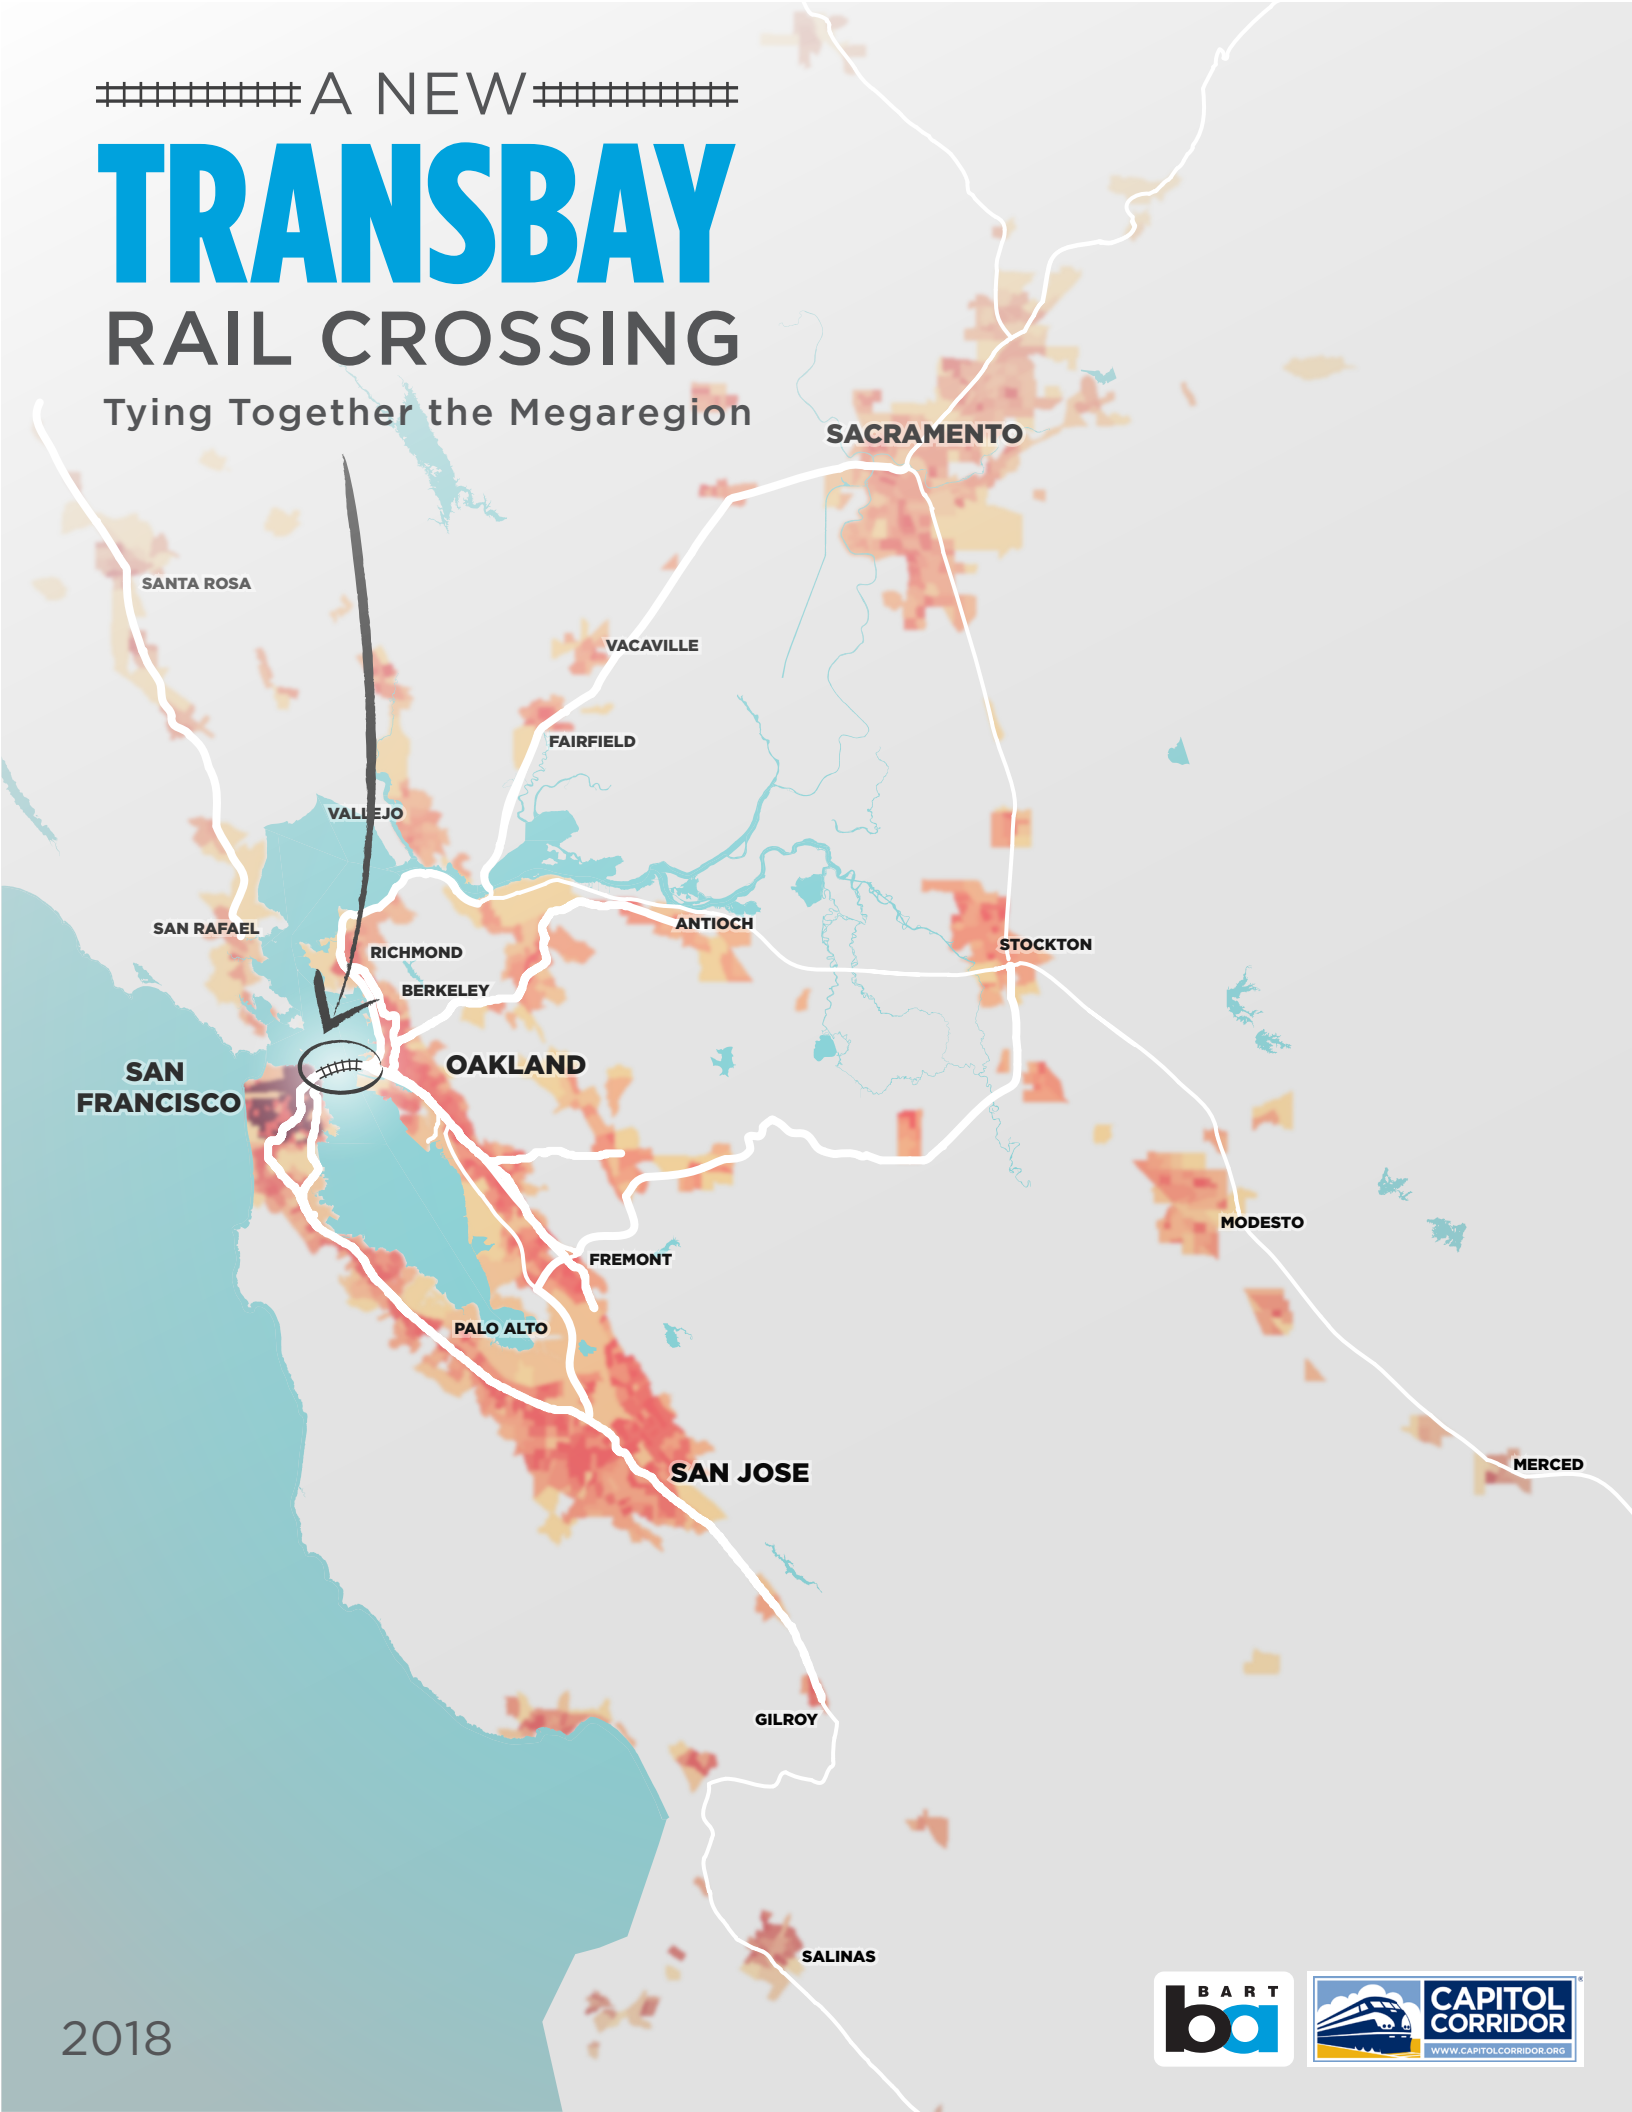 A NEW
TRANSBAY
RAIL CROSSING
Tying Together the Megaregion
SACRAMENTO
SANTA ROSA
VACAVILLE
FAIRFIELD
VALLEJO
SAN RAFAEL
ANTIOCH
STOCKTON
RICHMOND
BERKELEY
OAKLAND
SAN
FRANCISCO
MODESTO
FREMONT
PALO ALTO
SAN JOSE
MERCED
GILROY
SALINAS
2018
BART
ba
CAPITOL
CORRIDOR
®
WWW.CAPITOLCORRIDOR.ORG